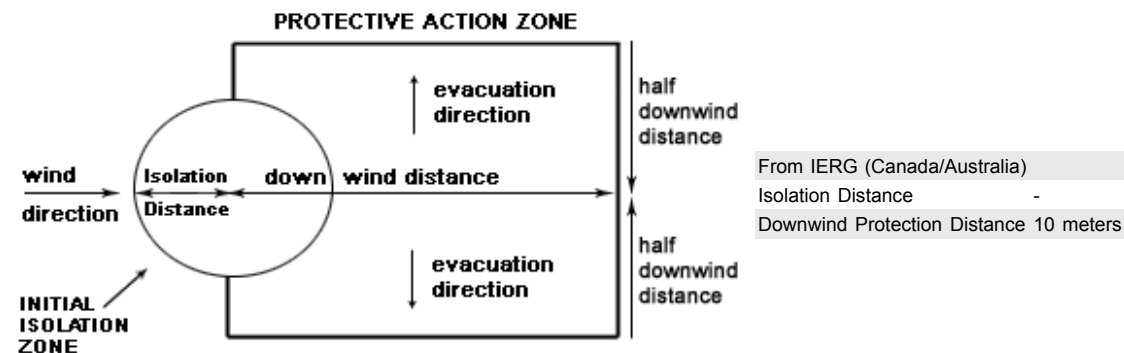 PROTECTIVE ACTION ZONE
evacuation
direction
half
downwind
distance
wind
direction
Isolation
Distance
down wind distance
From IERG (Canada/Australia)
Isolation Distance -
Downwind Protection Distance 10 meters
evacuation
direction
half
downwind
distance
INITIAL
ISOLATION
ZONE